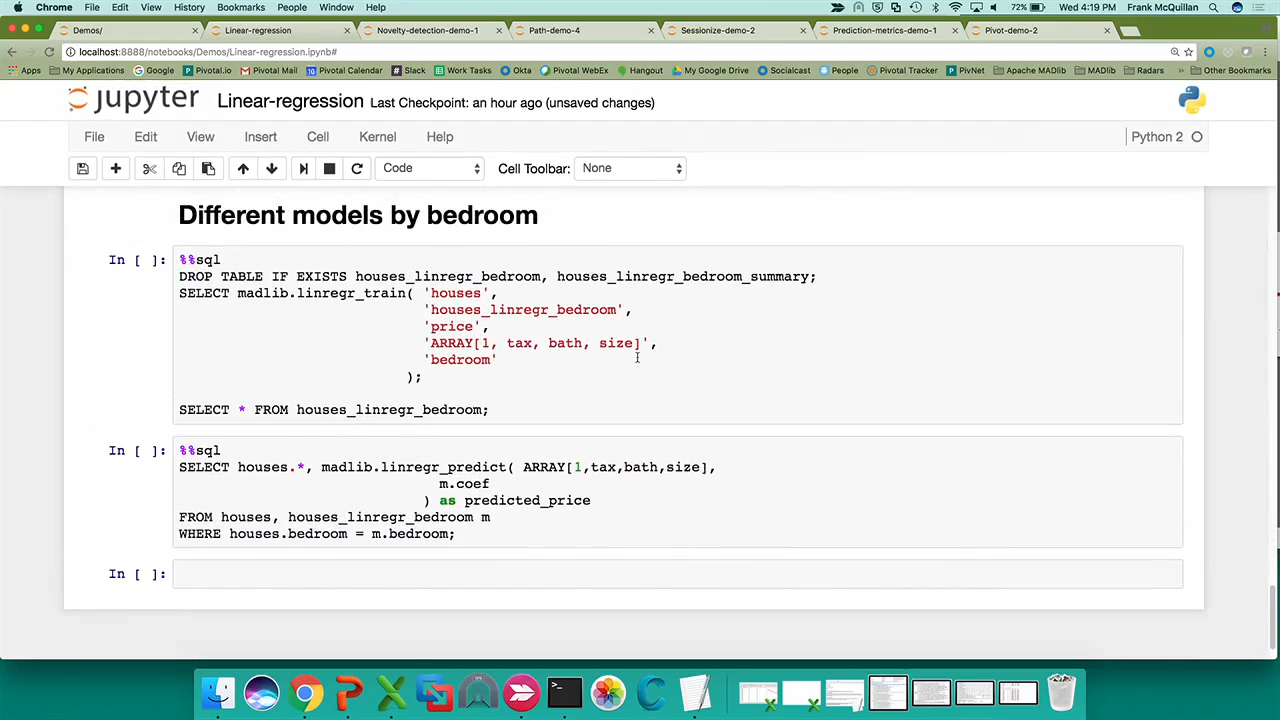 Chrome File Edit View History Bookmarks People Window Help 72% Wed 4:19 PM Frank McQuillan
Demos/ Linear-regression Novelty-detection-demo-1 Path-demo-4 Sessionize-demo-2 Prediction-metrics-demo-1 Pivot-demo-2
localhost:8888/notebooks/Demos/Linear-regression.ipynb#
Apps My Applications Google Pivotal.io Pivotal Mail Pivotal Calendar Slack Work Tasks Okta Pivotal WebEx Hangout My Google Drive Socialcast People Pivotal Tracker PivNet Apache MADlib MADlib Radars » Other Bookmarks
jupyter Linear-regression Last Checkpoint: an hour ago (unsaved changes)
File Edit View Insert Cell Kernel Help Python 2
Code Cell Toolbar: None
Different models by bedroom
In [ ]: %%sql
DROP TABLE IF EXISTS houses_linregr_bedroom, houses_linregr_bedroom_summary;
SELECT madlib.linregr_train( 'houses',
'houses_linregr_bedroom',
'price',
'ARRAY[1, tax, bath, size]',
'bedroom'
);
SELECT * FROM houses_linregr_bedroom;
In [ ]: %%sql
SELECT houses.*, madlib.linregr_predict( ARRAY[1,tax,bath,size],
m.coef
) as predicted_price
FROM houses, houses_linregr_bedroom m
WHERE houses.bedroom = m.bedroom;
In [ ]: